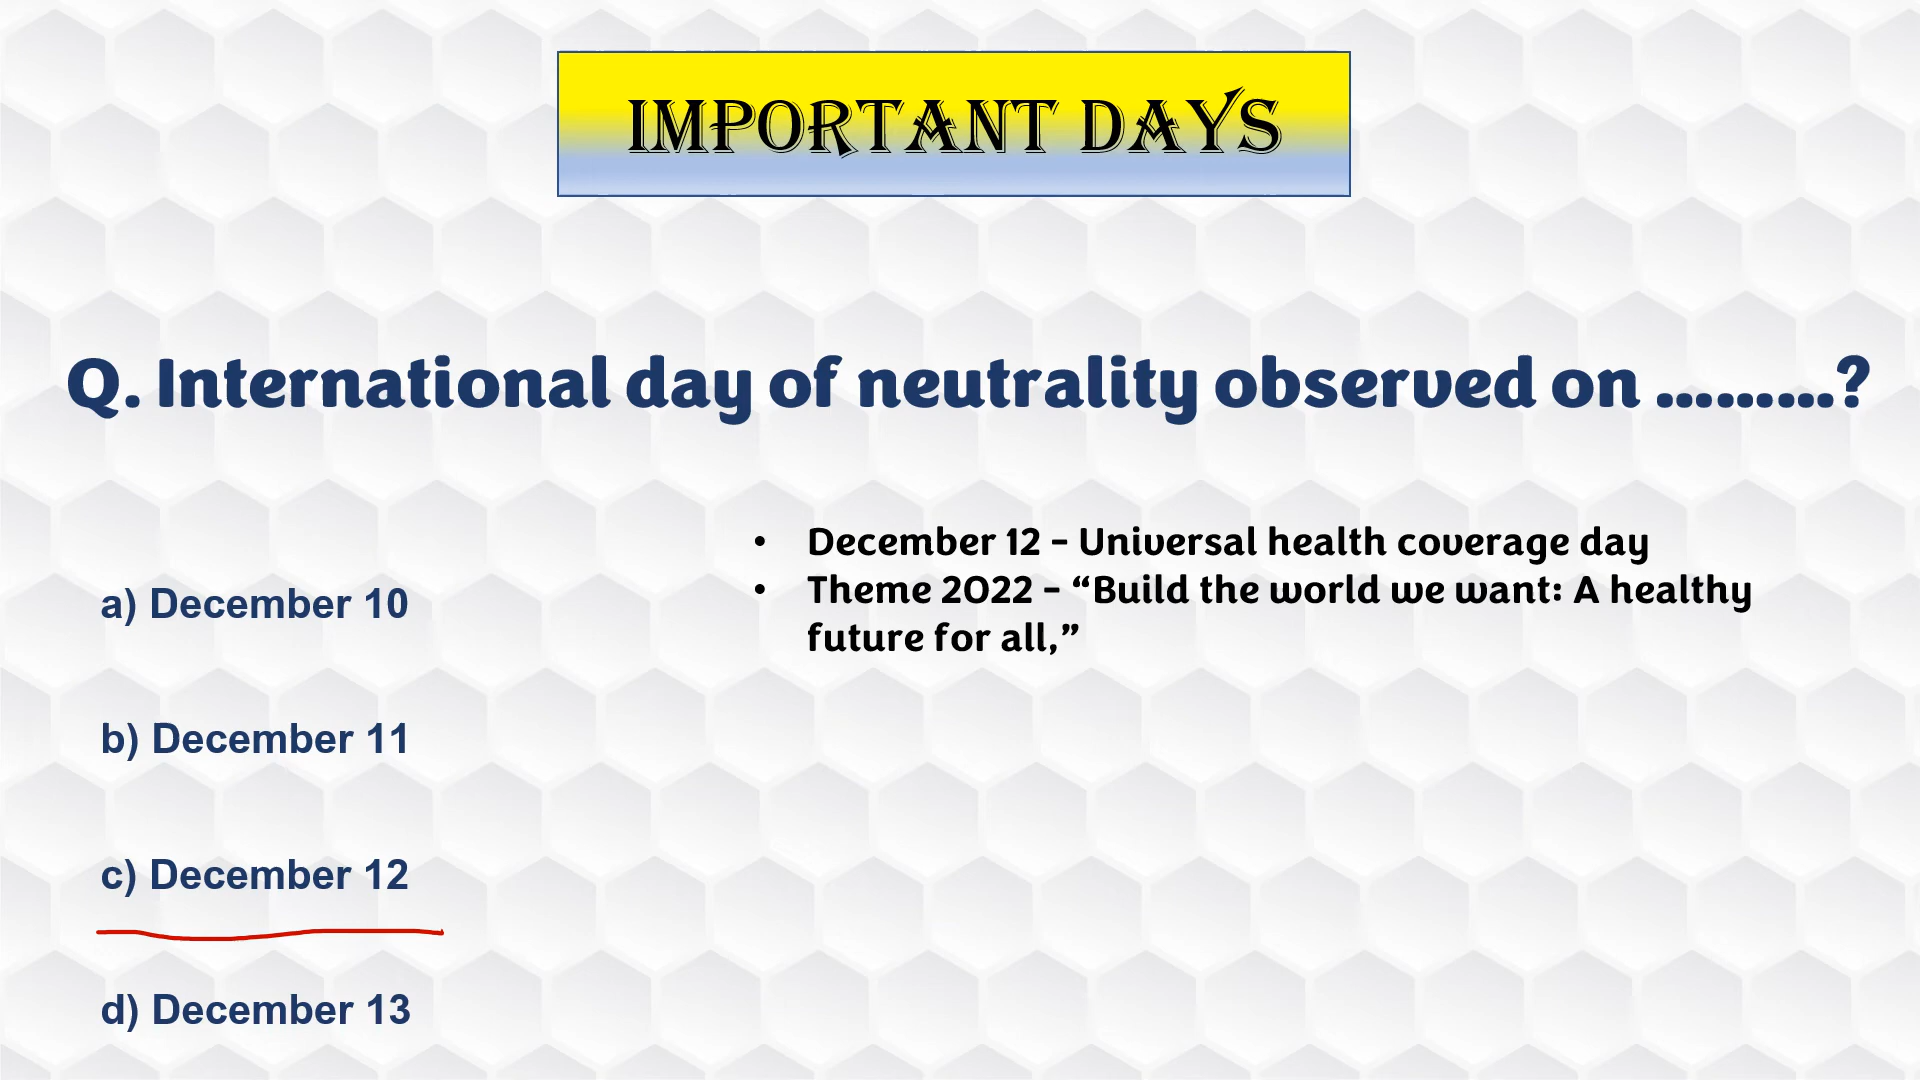 IMPORTANT DAYS
Q. International day of neutrality observed on .........?
• December 12 – Universal health coverage day
• Theme 2022 – “Build the world we want: A healthy
future for all,”
a) December 10
b) December 11
c) December 12
d) December 13